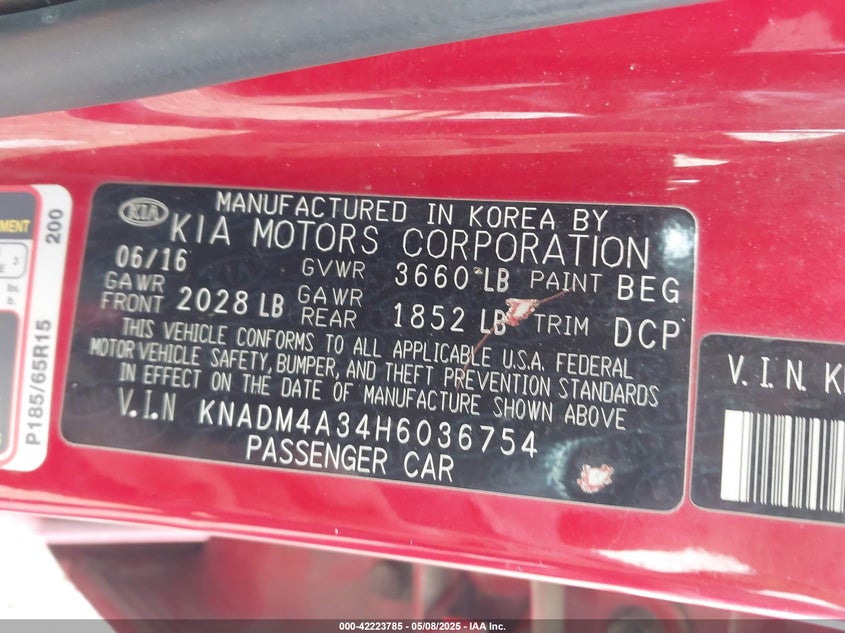 MANUFACTURED IN KOREA BY
KIA KIA MOTORS CORPORATION
06/16 GVWR 3660 LB PAINT BEG
GAWR FRONT 2028 LB GAWR REAR 1852 LB TRIM DCP
THIS VEHICLE CONFORMS TO ALL APPLICABLE U.S.A. FEDERAL
MOTOR VEHICLE SAFETY, BUMPER, AND THEFT PREVENTION STANDARDS
IN EFFECT ON THE DATE OF MANUFACTURE SHOWN ABOVE
V.I.N KNADM4A34H6036754
PASSENGER CAR
P185/65R15 200
V.I.N.
000-42223785 - 05/08/2025 - IAA Inc.